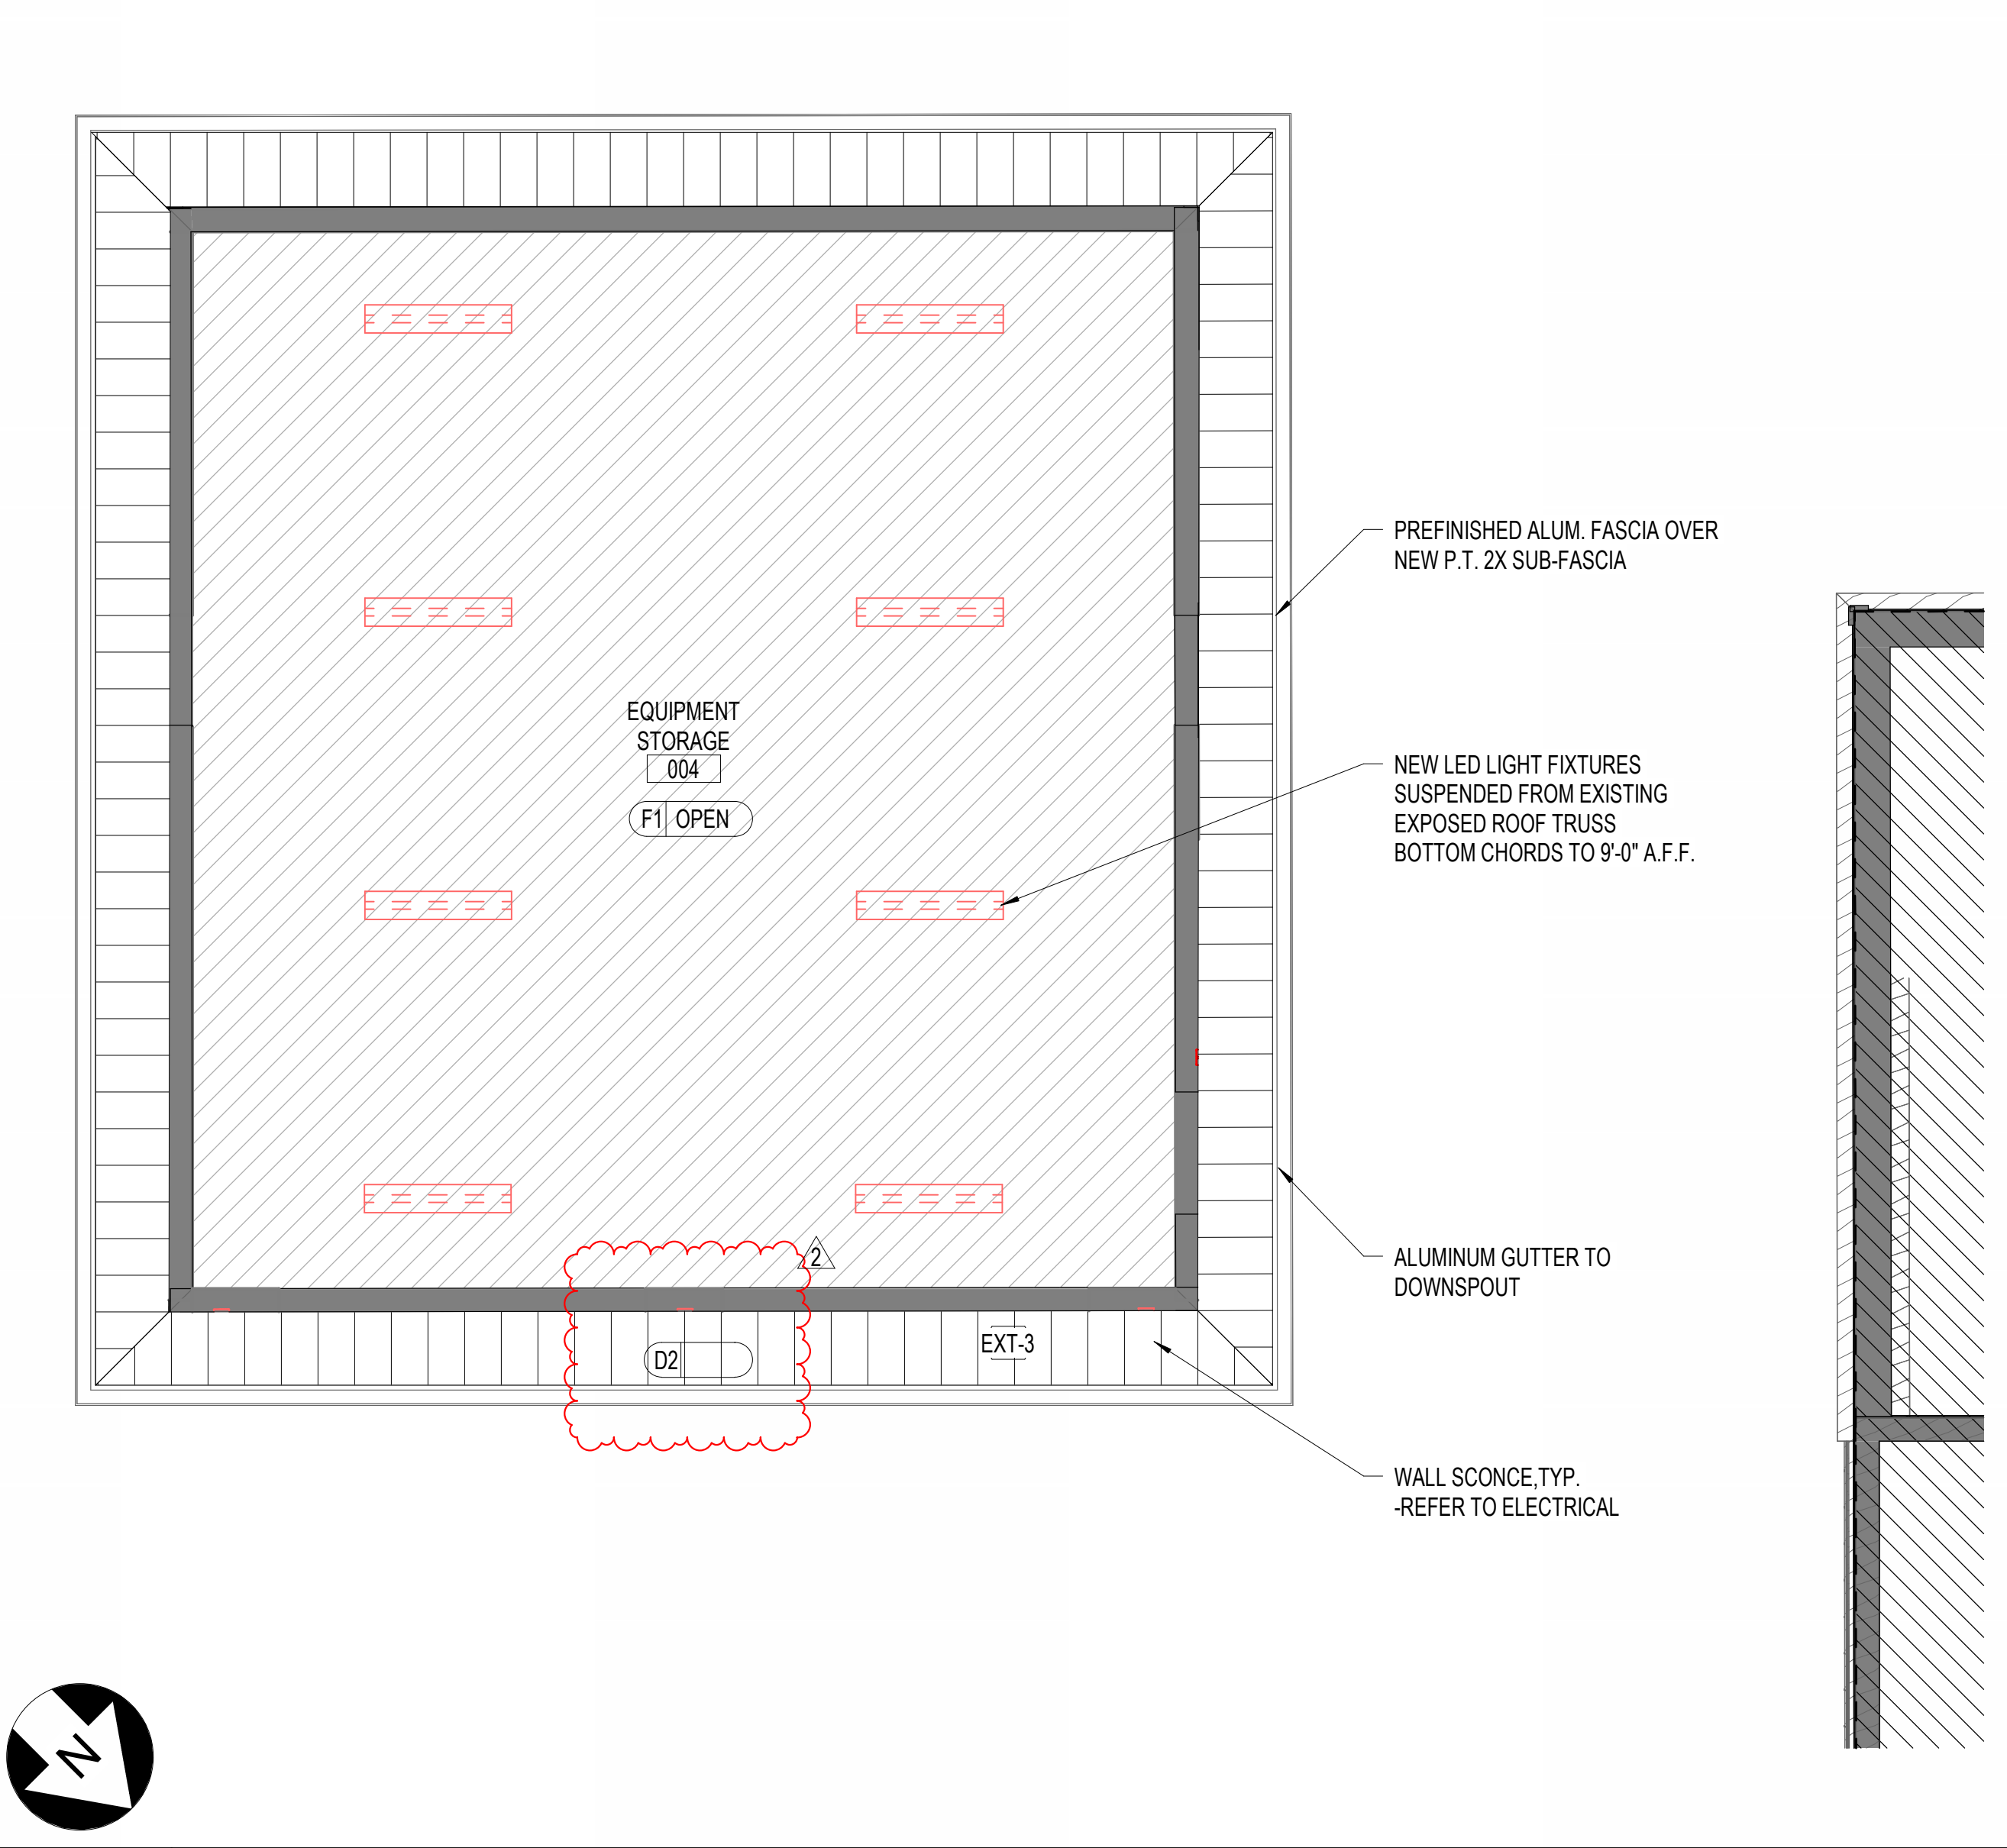 PREFINISHED ALUM. FASCIA OVER
NEW P.T. 2X SUB-FASCIA
EQUIPMENT
STORAGE
004
F1 OPEN
NEW LED LIGHT FIXTURES
SUSPENDED FROM EXISTING
EXPOSED ROOF TRUSS
BOTTOM CHORDS TO 9'-0" A.F.F.
2
ALUMINUM GUTTER TO
DOWNSPOUT
D2
EXT-3
WALL SCONCE,TYP.
-REFER TO ELECTRICAL
N